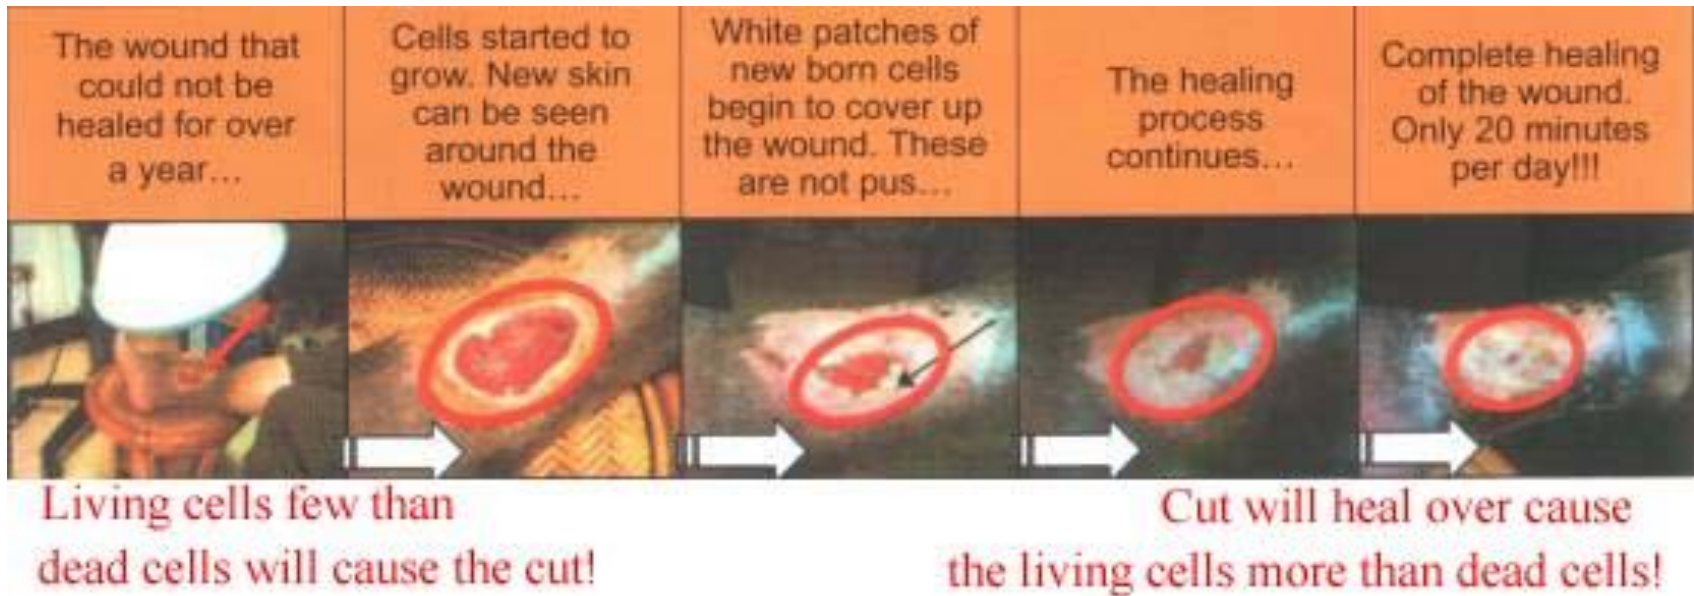 The wound that
could not be
healed for over
a year...
Cells started to
grow. New skin
can be seen
around the
wound...
White patches of
new born cells
begin to cover up
the wound. These
are not pus...
The healing
process
continues...
Complete healing
of the wound.
Only 20 minutes
per day!!!
Living cells few than
dead cells will cause the cut!
Cut will heal over cause
the living cells more than dead cells!